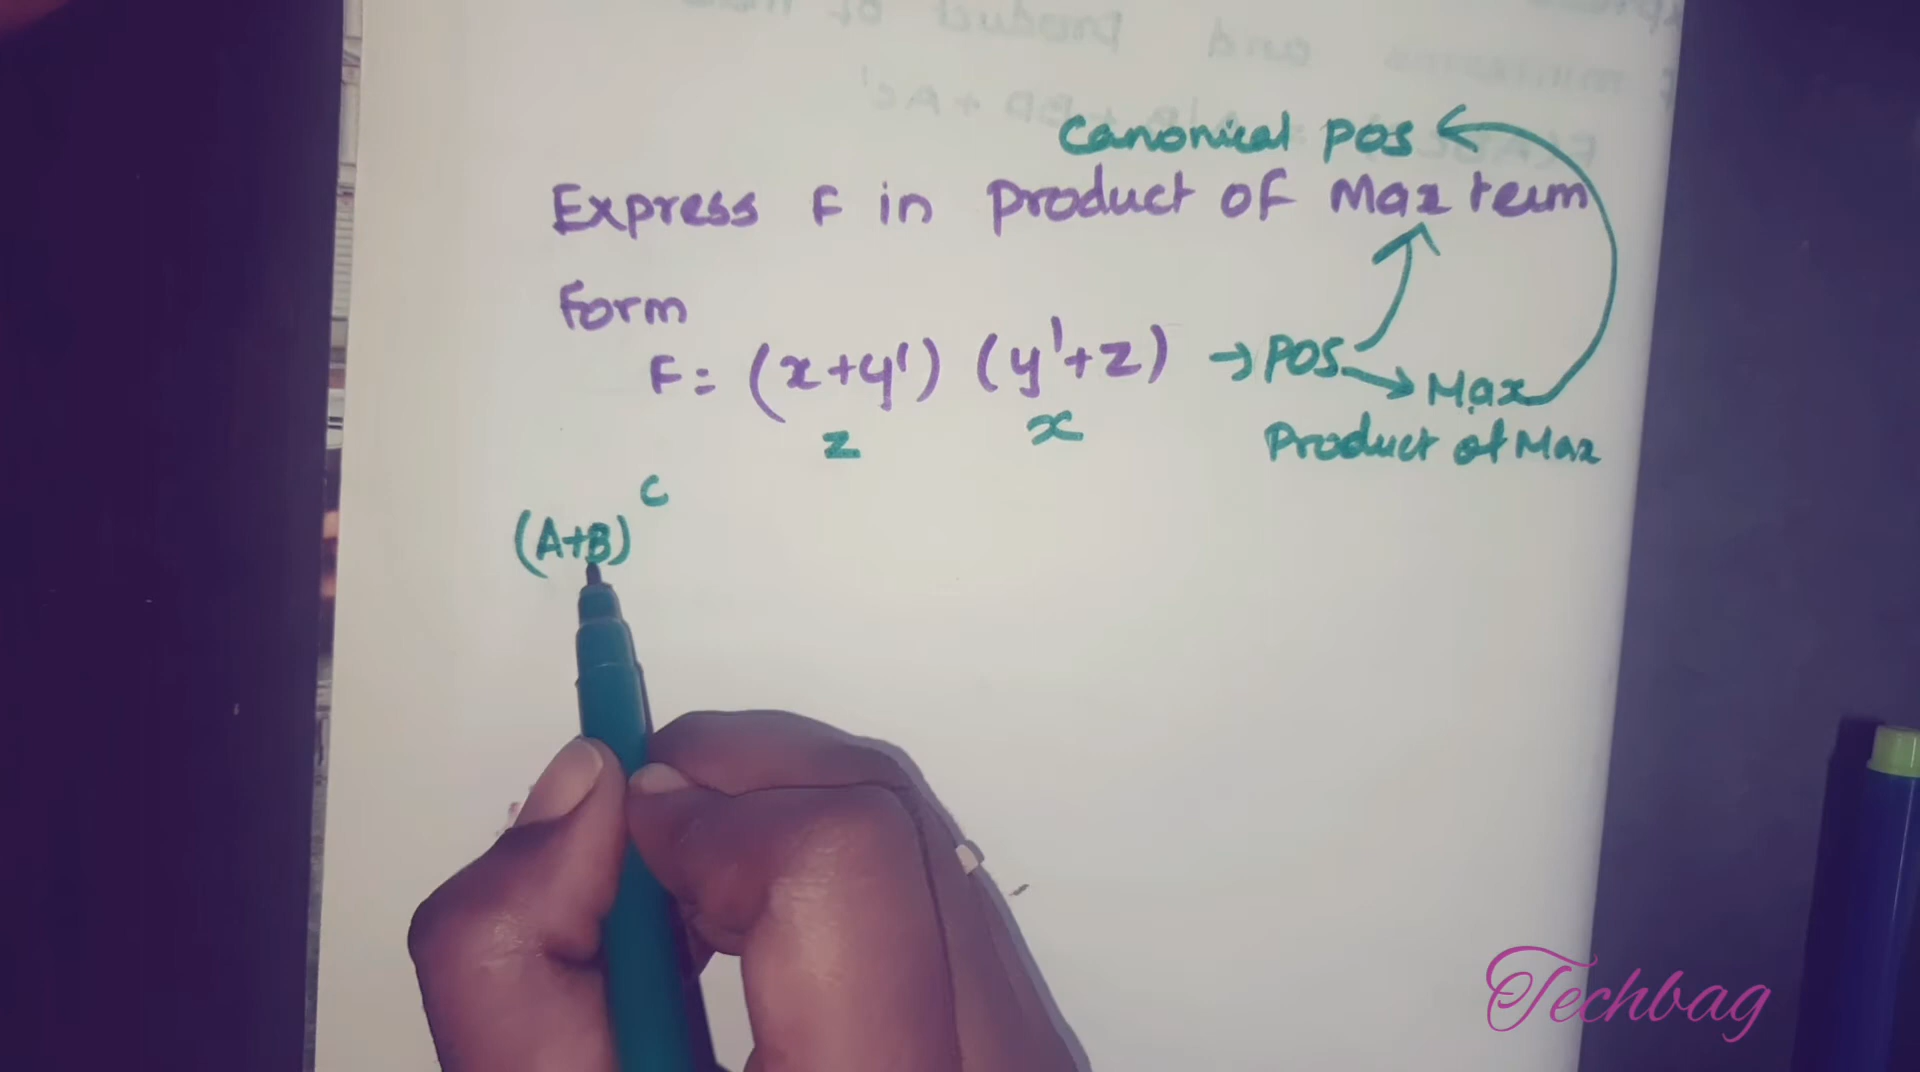 Canonical POS
Express F in Product of Max term
Form
F = (x+y') (y'+z) → POS → Max
z x
Product of Max
(A+B) C
Techbag